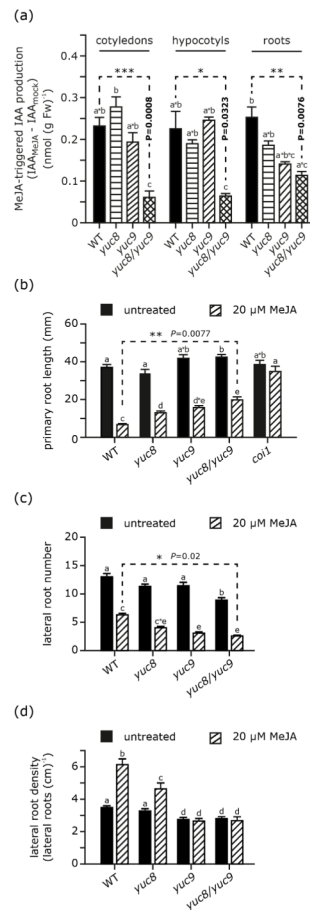 (a)
cotyledons hypocotyls roots
MeJA-triggered IAA production
(IAAMeJA - IAAmock)
[nmol (g Fw)-1]
0.4
0.3
0.2
0.1
0
*** * **
P=0.0008
P=0.0323
P=0.0076
a*b b a*b c
a*b a*b b c
b a*b a*b*c a*c
WT yuc8 yuc9 yuc8/yuc9 WT yuc8 yuc9 yuc8/yuc9 WT yuc8 yuc9 yuc8/yuc9
(b)
untreated 20 µM MeJA
primary root length (mm)
60
40
20
0
** P=0.0077
a c a d a*b d*e b e a*b a
WT yuc8 yuc9 yuc8/yuc9 coi1
(c)
untreated 20 µM MeJA
lateral root number
25
20
15
10
5
0
* P=0.02
a c a c*e a e b e
WT yuc8 yuc9 yuc8/yuc9
(d)
untreated 20 µM MeJA
lateral root density
(lateral roots (cm)-1)
8
6
4
2
0
a b a c d d d d
WT yuc8 yuc9 yuc8/yuc9